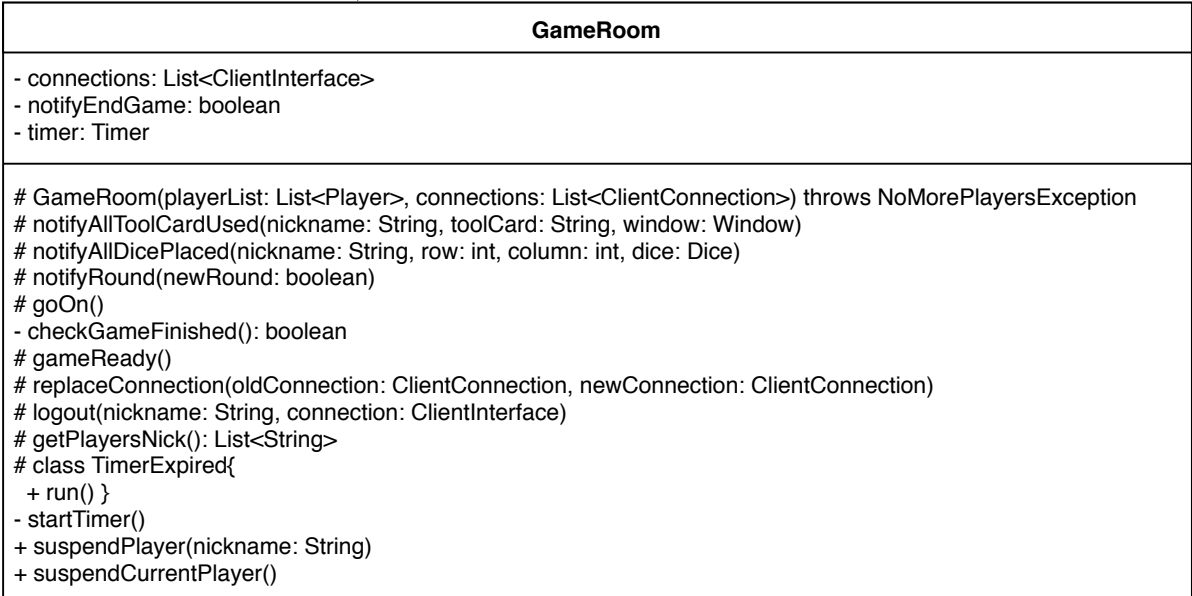 GameRoom
- connections: List<ClientInterface>
- notifyEndGame: boolean
- timer: Timer
# GameRoom(playerList: List<Player>, connections: List<ClientConnection>) throws NoMorePlayersException
# notifyAllToolCardUsed(nickname: String, toolCard: String, window: Window)
# notifyAllDicePlaced(nickname: String, row: int, column: int, dice: Dice)
# notifyRound(newRound: boolean)
# goOn()
- checkGameFinished(): boolean
# gameReady()
# replaceConnection(oldConnection: ClientConnection, newConnection: ClientConnection)
# logout(nickname: String, connection: ClientInterface)
# getPlayersNick(): List<String>
# class TimerExpired{
+ run() }
- startTimer()
+ suspendPlayer(nickname: String)
+ suspendCurrentPlayer()